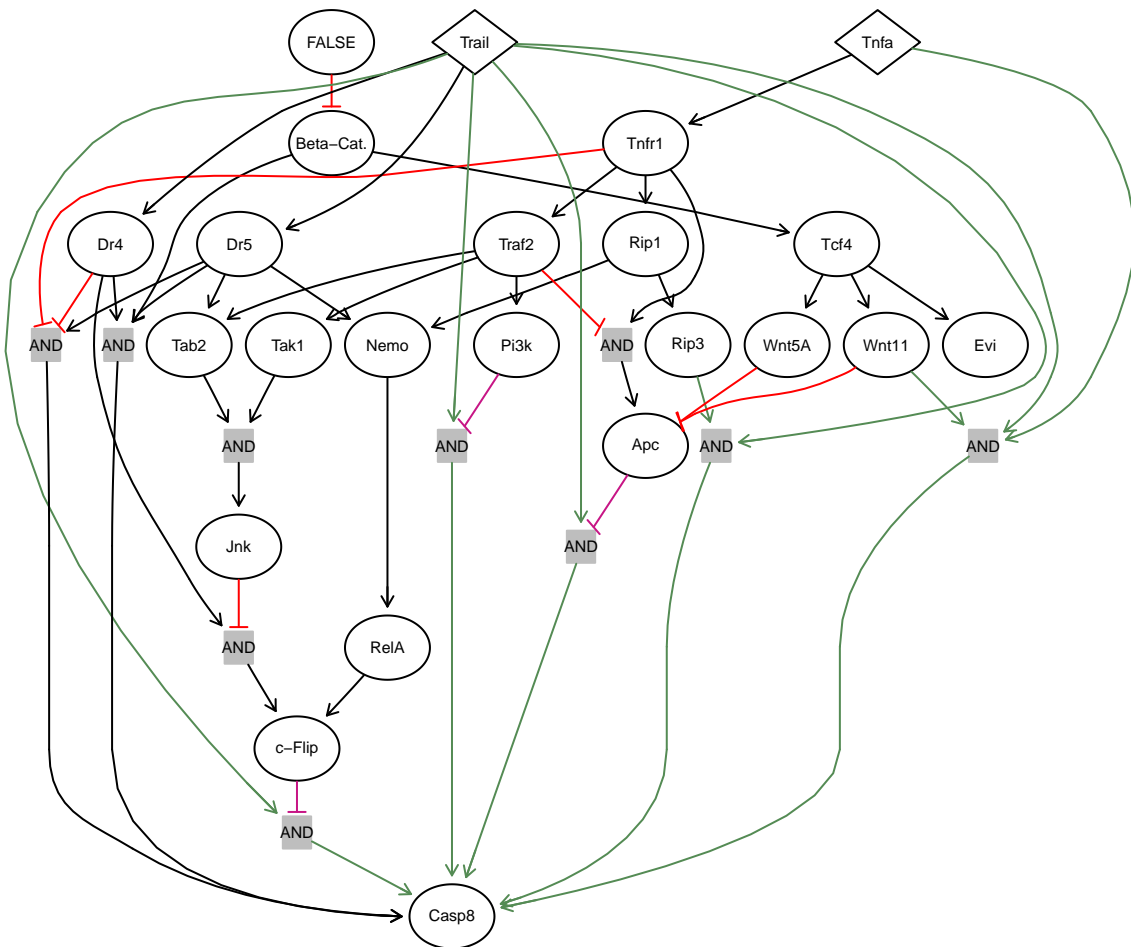 FALSE
Trail
Tnfa
Beta−Cat.
Tnfr1
Dr4
Dr5
Traf2
Rip1
Tcf4
AND
AND
Tab2
Tak1
Nemo
Pi3k
AND
Rip3
Wnt5A
Wnt11
Evi
AND
AND
Apc
AND
AND
Jnk
AND
AND
RelA
c−Flip
AND
Casp8